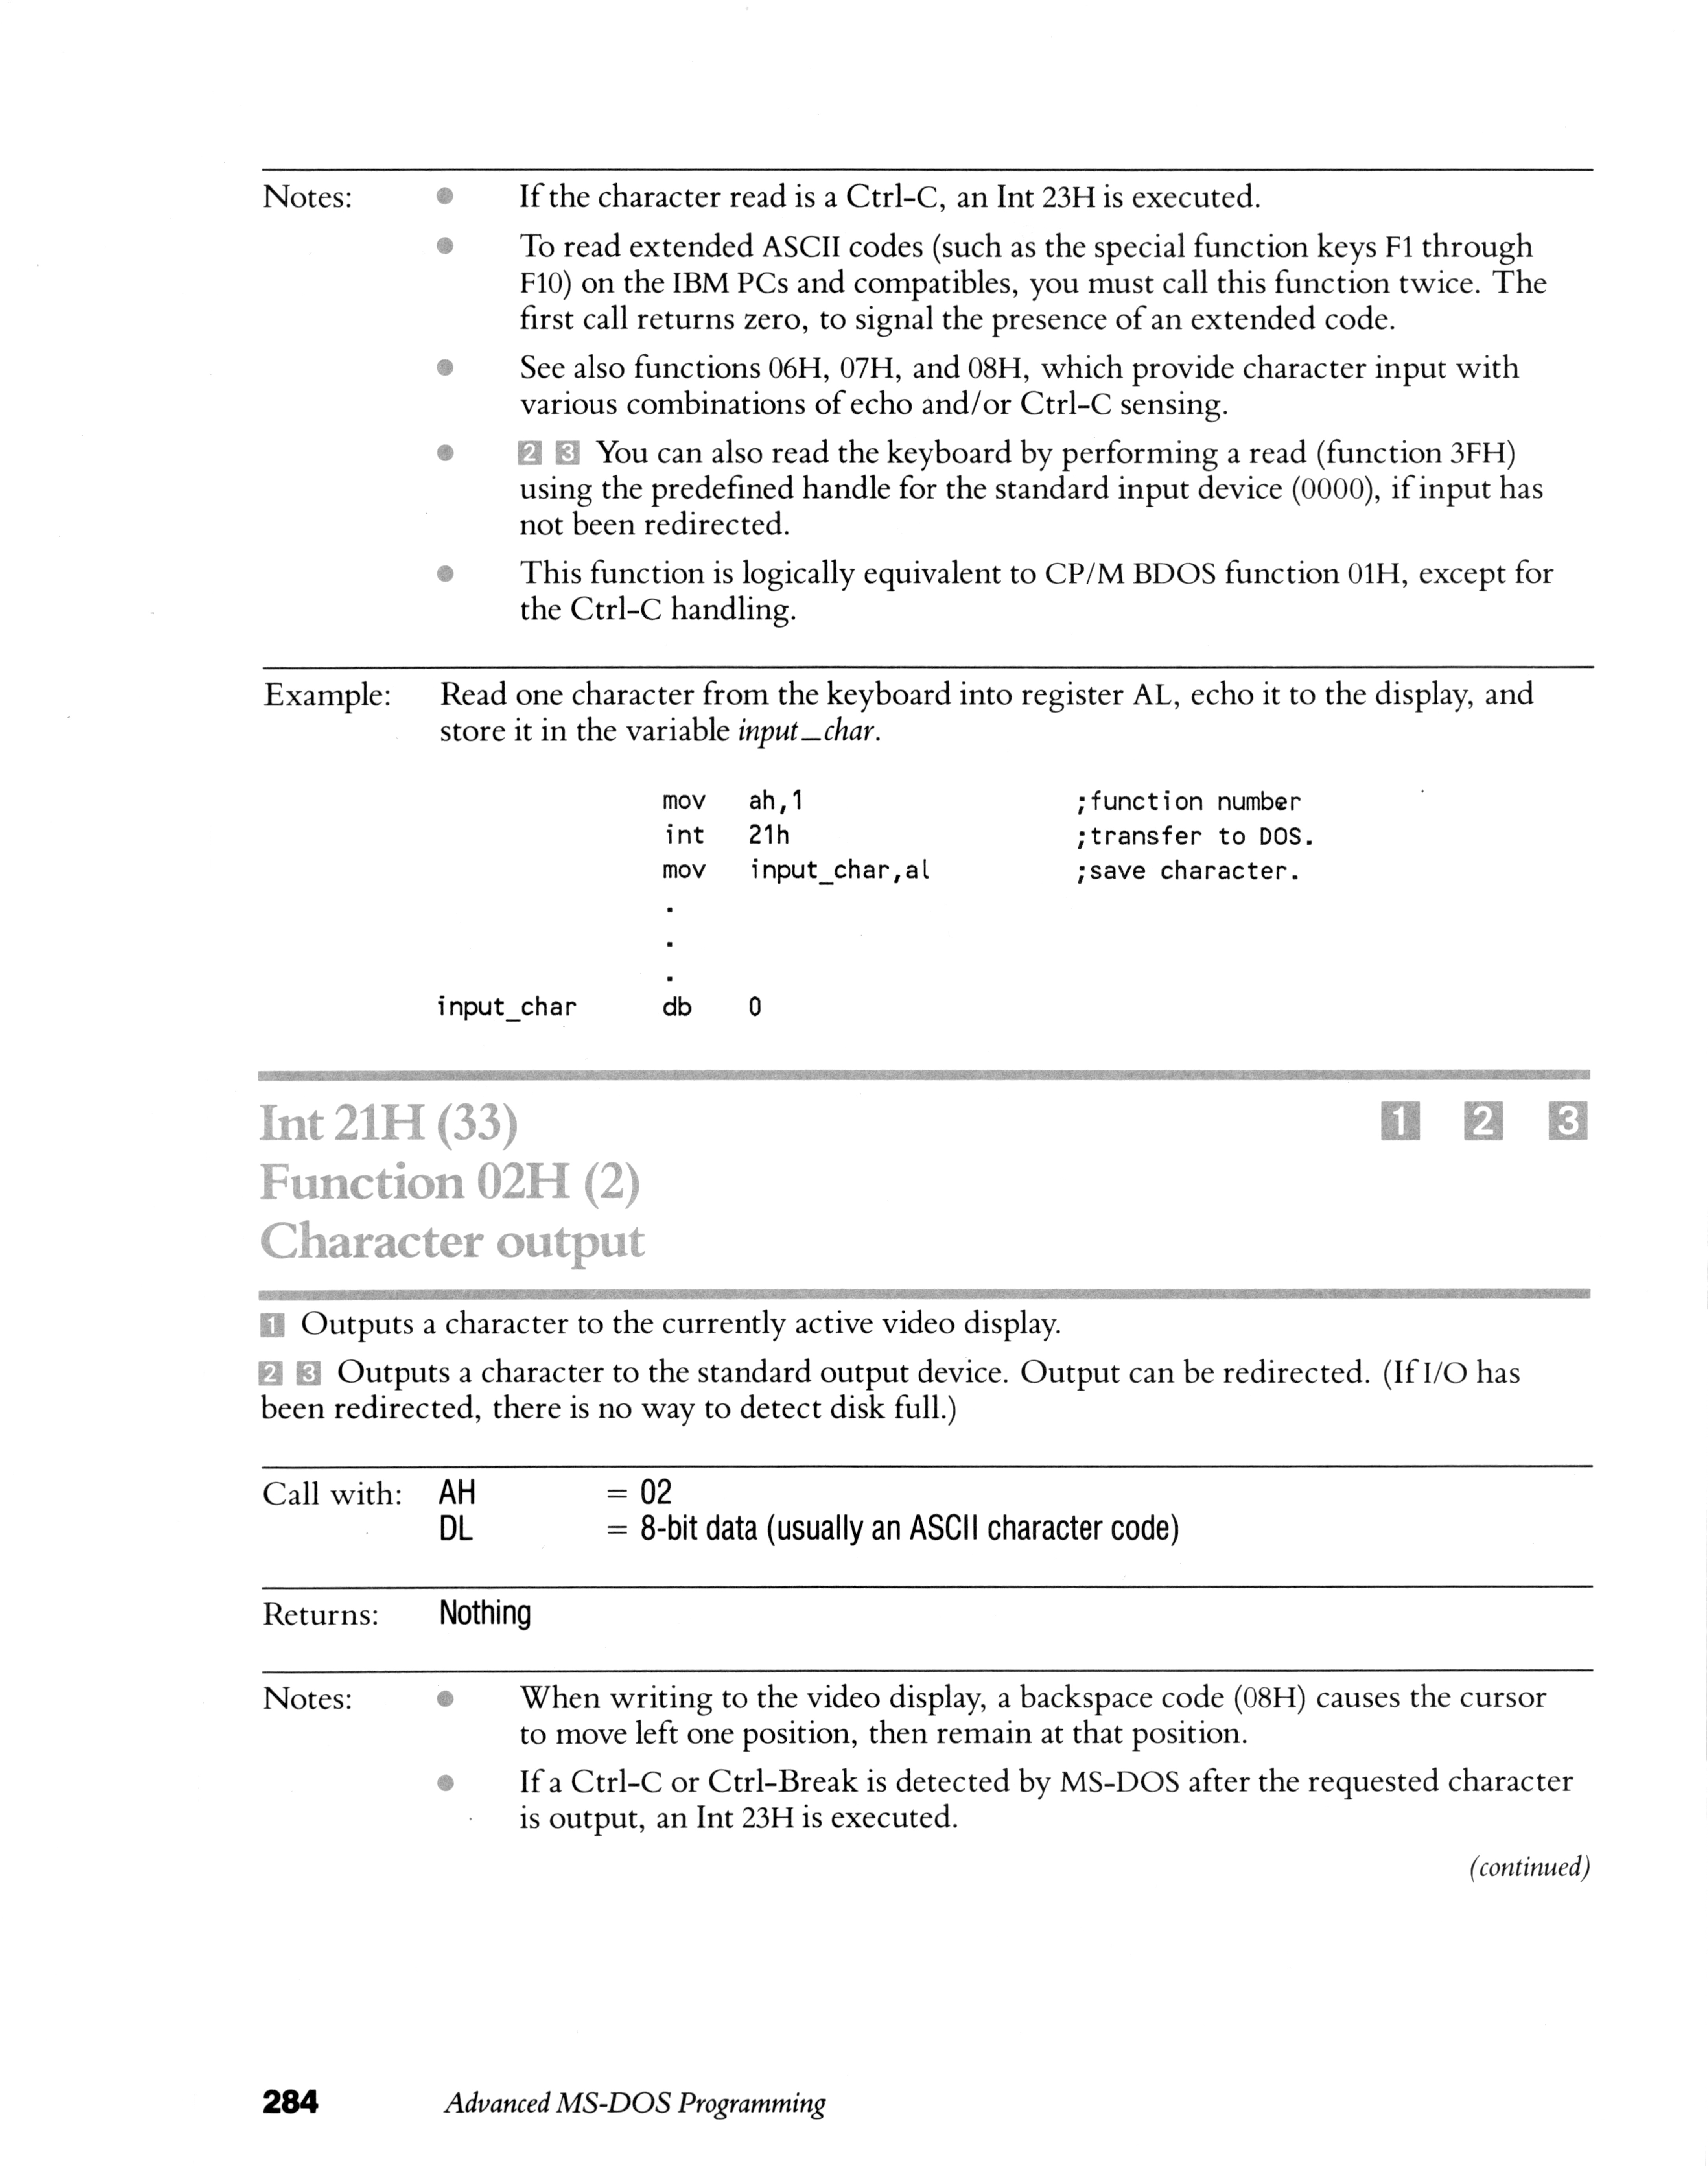 Notes: ● If the character read is a Ctrl-C, an Int 23H is executed.
● To read extended ASCII codes (such as the special function keys F1 through
F10) on the IBM PCs and compatibles, you must call this function twice. The
first call returns zero, to signal the presence of an extended code.
● See also functions 06H, 07H, and 08H, which provide character input with
various combinations of echo and/or Ctrl-C sensing.
● 2 3 You can also read the keyboard by performing a read (function 3FH)
using the predefined handle for the standard input device (0000), if input has
not been redirected.
● This function is logically equivalent to CP/M BDOS function 01H, except for
the Ctrl-C handling.
Example: Read one character from the keyboard into register AL, echo it to the display, and
store it in the variable input_char.
mov ah,1 ;function number
int 21h ;transfer to DOS.
mov input_char,al ;save character.
.
.
.
input_char db 0
Int 21H (33) 1 2 3
Function 02H (2)
Character output
1 Outputs a character to the currently active video display.
2 3 Outputs a character to the standard output device. Output can be redirected. (If I/O has
been redirected, there is no way to detect disk full.)
Call with: AH = 02
DL = 8-bit data (usually an ASCII character code)
Returns: Nothing
Notes: ● When writing to the video display, a backspace code (08H) causes the cursor
to move left one position, then remain at that position.
● If a Ctrl-C or Ctrl-Break is detected by MS-DOS after the requested character
is output, an Int 23H is executed.
(continued)
284 Advanced MS-DOS Programming